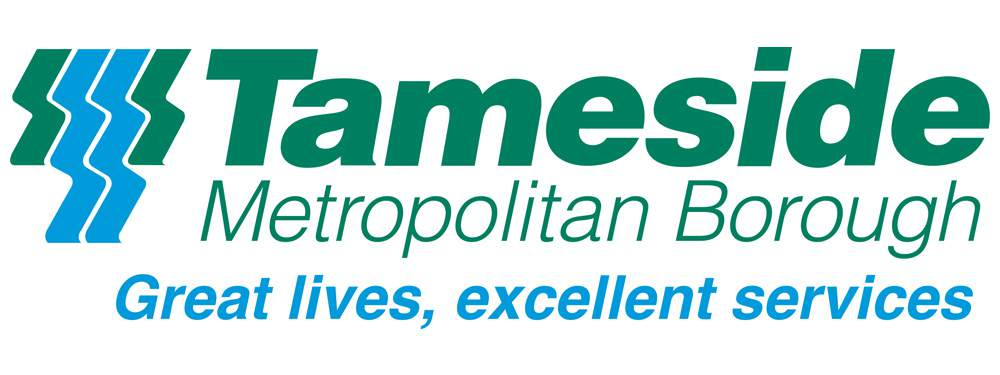 Tameside
Metropolitan Borough
Great lives, excellent services